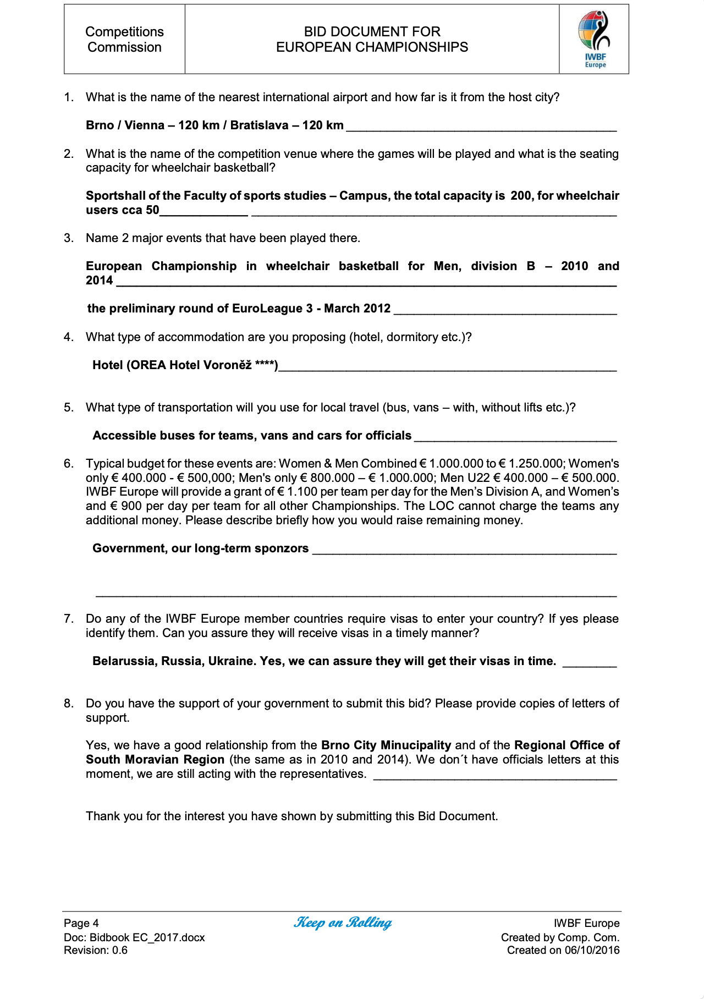 Competitions
Commission
BID DOCUMENT FOR
EUROPEAN CHAMPIONSHIPS
IWBF
Europe
1. What is the name of the nearest international airport and how far is it from the host city?
Brno / Vienna – 120 km / Bratislava – 120 km ________________________________________
2. What is the name of the competition venue where the games will be played and what is the seating
capacity for wheelchair basketball?
Sportshall of the Faculty of sports studies – Campus, the total capacity is 200, for wheelchair
users cca 50_____________ ______________________________________________________
3. Name 2 major events that have been played there.
European Championship in wheelchair basketball for Men, division B – 2010 and
2014 __________________________________________________________________________
the preliminary round of EuroLeague 3 - March 2012 _________________________________
4. What type of accommodation are you proposing (hotel, dormitory etc.)?
Hotel (OREA Hotel Voroněž ****)__________________________________________________
5. What type of transportation will you use for local travel (bus, vans – with, without lifts etc.)?
Accessible buses for teams, vans and cars for officials ______________________________
6. Typical budget for these events are: Women & Men Combined € 1.000.000 to € 1.250.000; Women's
only € 400.000 - € 500,000; Men's only € 800.000 – € 1.000.000; Men U22 € 400.000 – € 500.000.
IWBF Europe will provide a grant of € 1.100 per team per day for the Men’s Division A, and Women’s
and € 900 per day per team for all other Championships. The LOC cannot charge the teams any
additional money. Please describe briefly how you would raise remaining money.
Government, our long-term sponzors _____________________________________________
_____________________________________________________________________________
7. Do any of the IWBF Europe member countries require visas to enter your country? If yes please
identify them. Can you assure they will receive visas in a timely manner?
Belarussia, Russia, Ukraine. Yes, we can assure they will get their visas in time. ________
8. Do you have the support of your government to submit this bid? Please provide copies of letters of
support.
Yes, we have a good relationship from the Brno City Minucipality and of the Regional Office of
South Moravian Region (the same as in 2010 and 2014). We don´t have officials letters at this
moment, we are still acting with the representatives. ____________________________________
Thank you for the interest you have shown by submitting this Bid Document.
Page 4 Keep on Rolling IWBF Europe
Doc: Bidbook EC_2017.docx Created by Comp. Com.
Revision: 0.6 Created on 06/10/2016